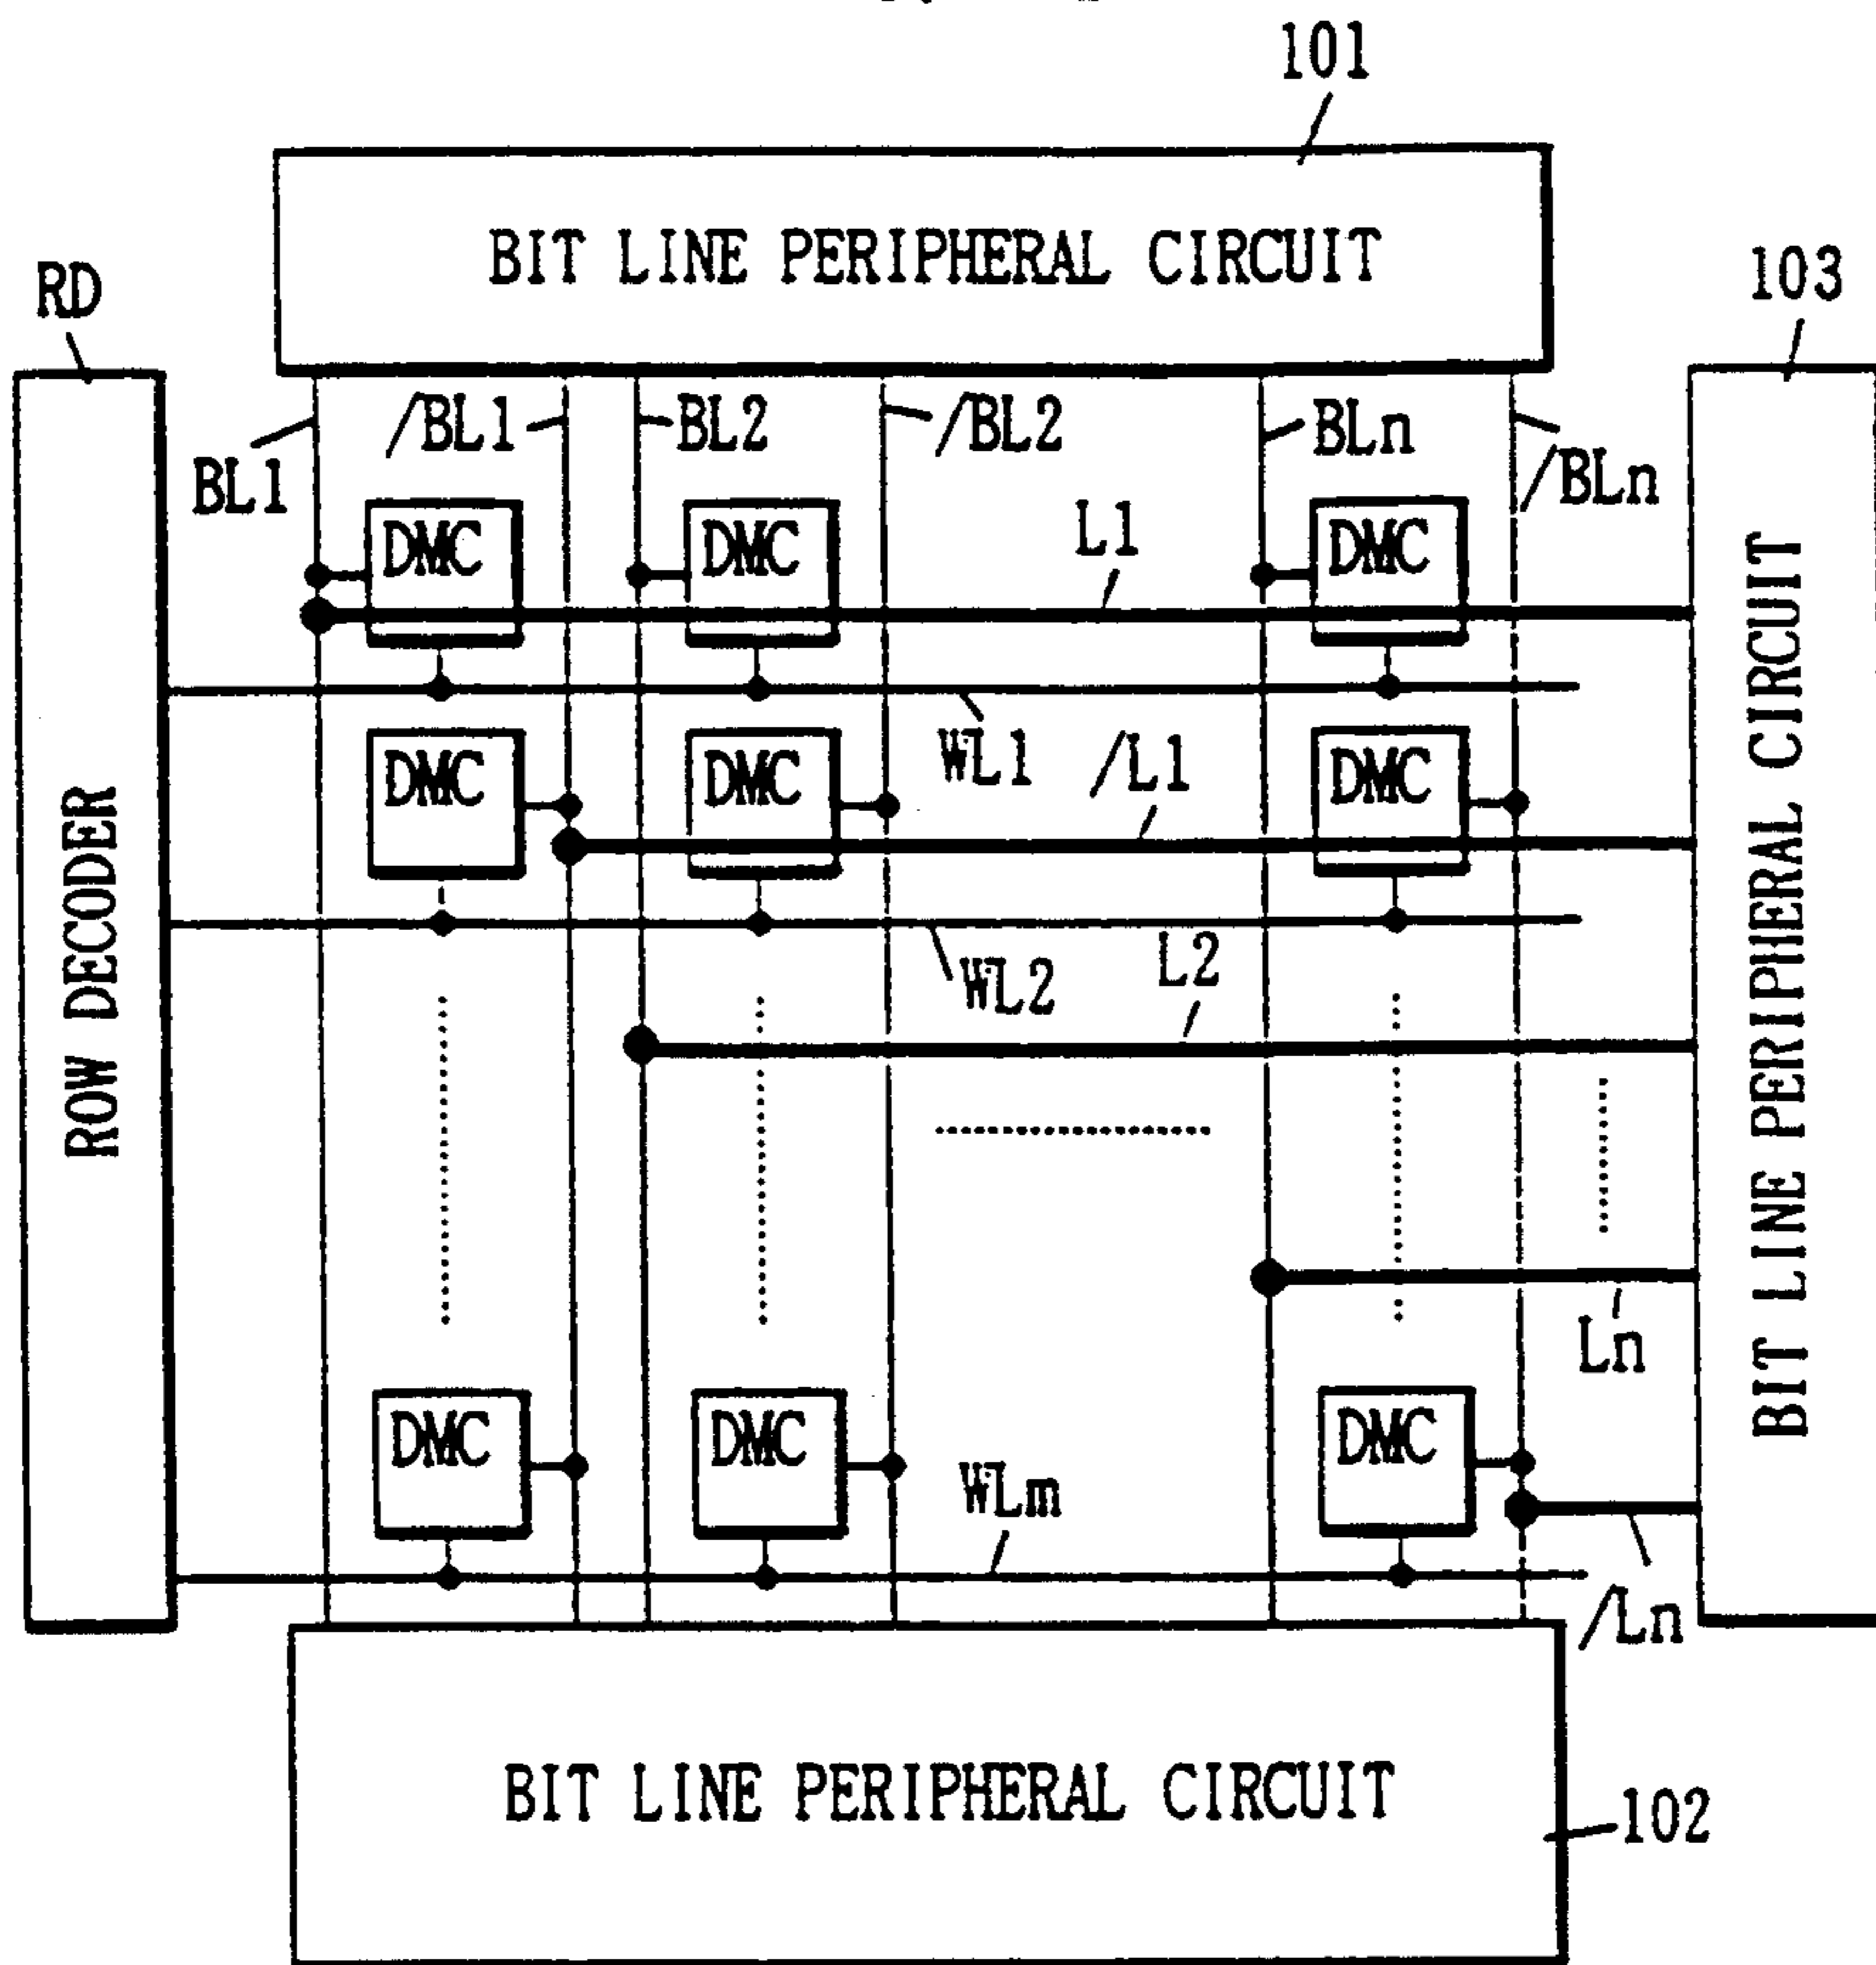 101
BIT LINE PERIPHERAL CIRCUIT
RD
103
/BL1
BL2
/BL2
BLn
BL1
/BLn
DMC
DMC
DMC
L1
WL1
/L1
DMC
DMC
DMC
WL2
L2
ROW DECODER
BIT LINE PERIPHERAL CIRCUIT
Ln
DMC
DMC
DMC
WLm
/Ln
BIT LINE PERIPHERAL CIRCUIT
102